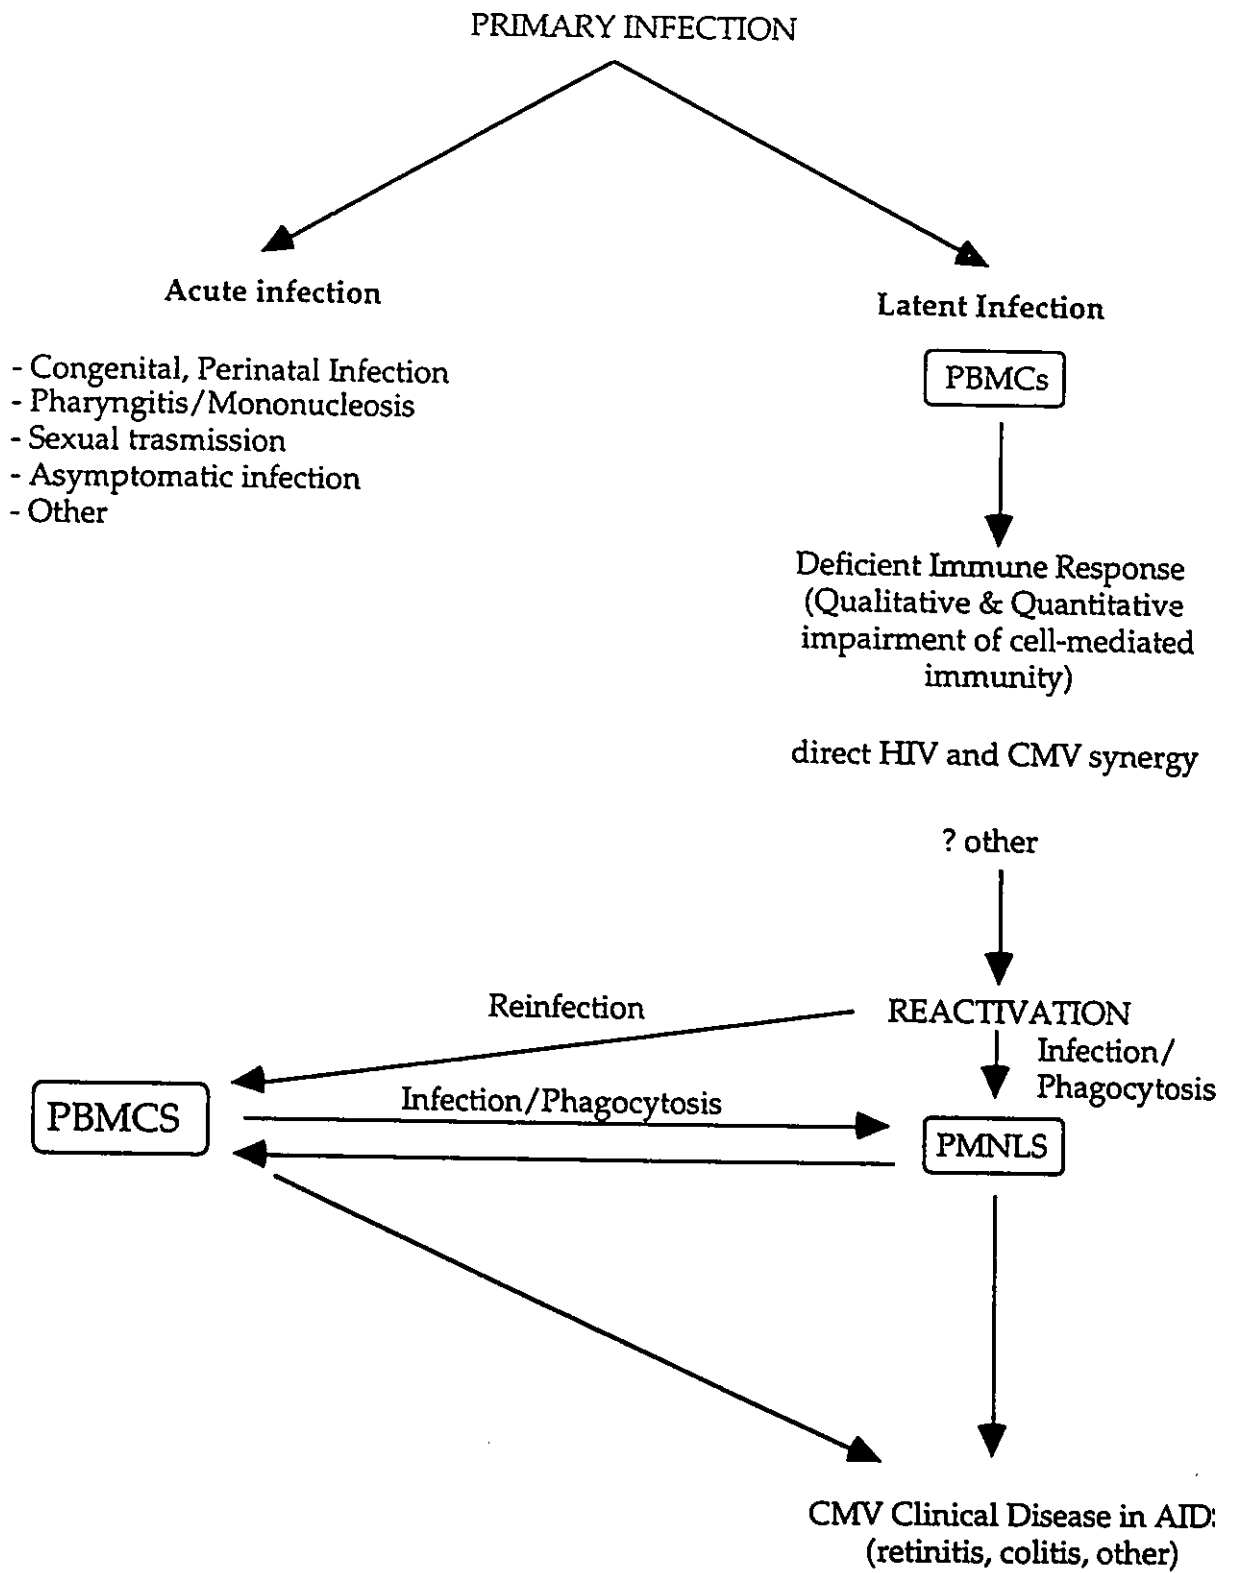 PRIMARY INFECTION
Acute infection
- Congenital, Perinatal Infection
- Pharyngitis/Mononucleosis
- Sexual trasmission
- Asymptomatic infection
- Other
Latent Infection
PBMCs
Deficient Immune Response
(Qualitative & Quantitative
impairment of cell-mediated
immunity)
direct HIV and CMV synergy
? other
REACTIVATION
Reinfection
Infection/
Phagocytosis
PBMCS
Infection/Phagocytosis
PMNLS
CMV Clinical Disease in AID
(retinitis, colitis, other)